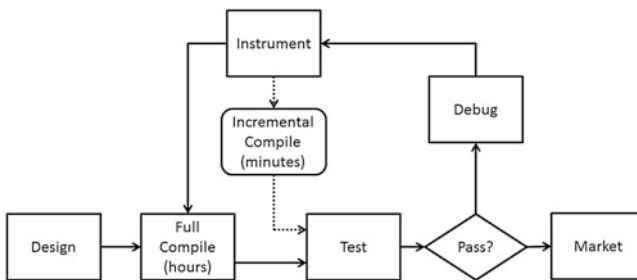 Instrument
Incremental
Compile
(minutes)
Debug
Design
Full
Compile
(hours)
Test
Pass?
Market